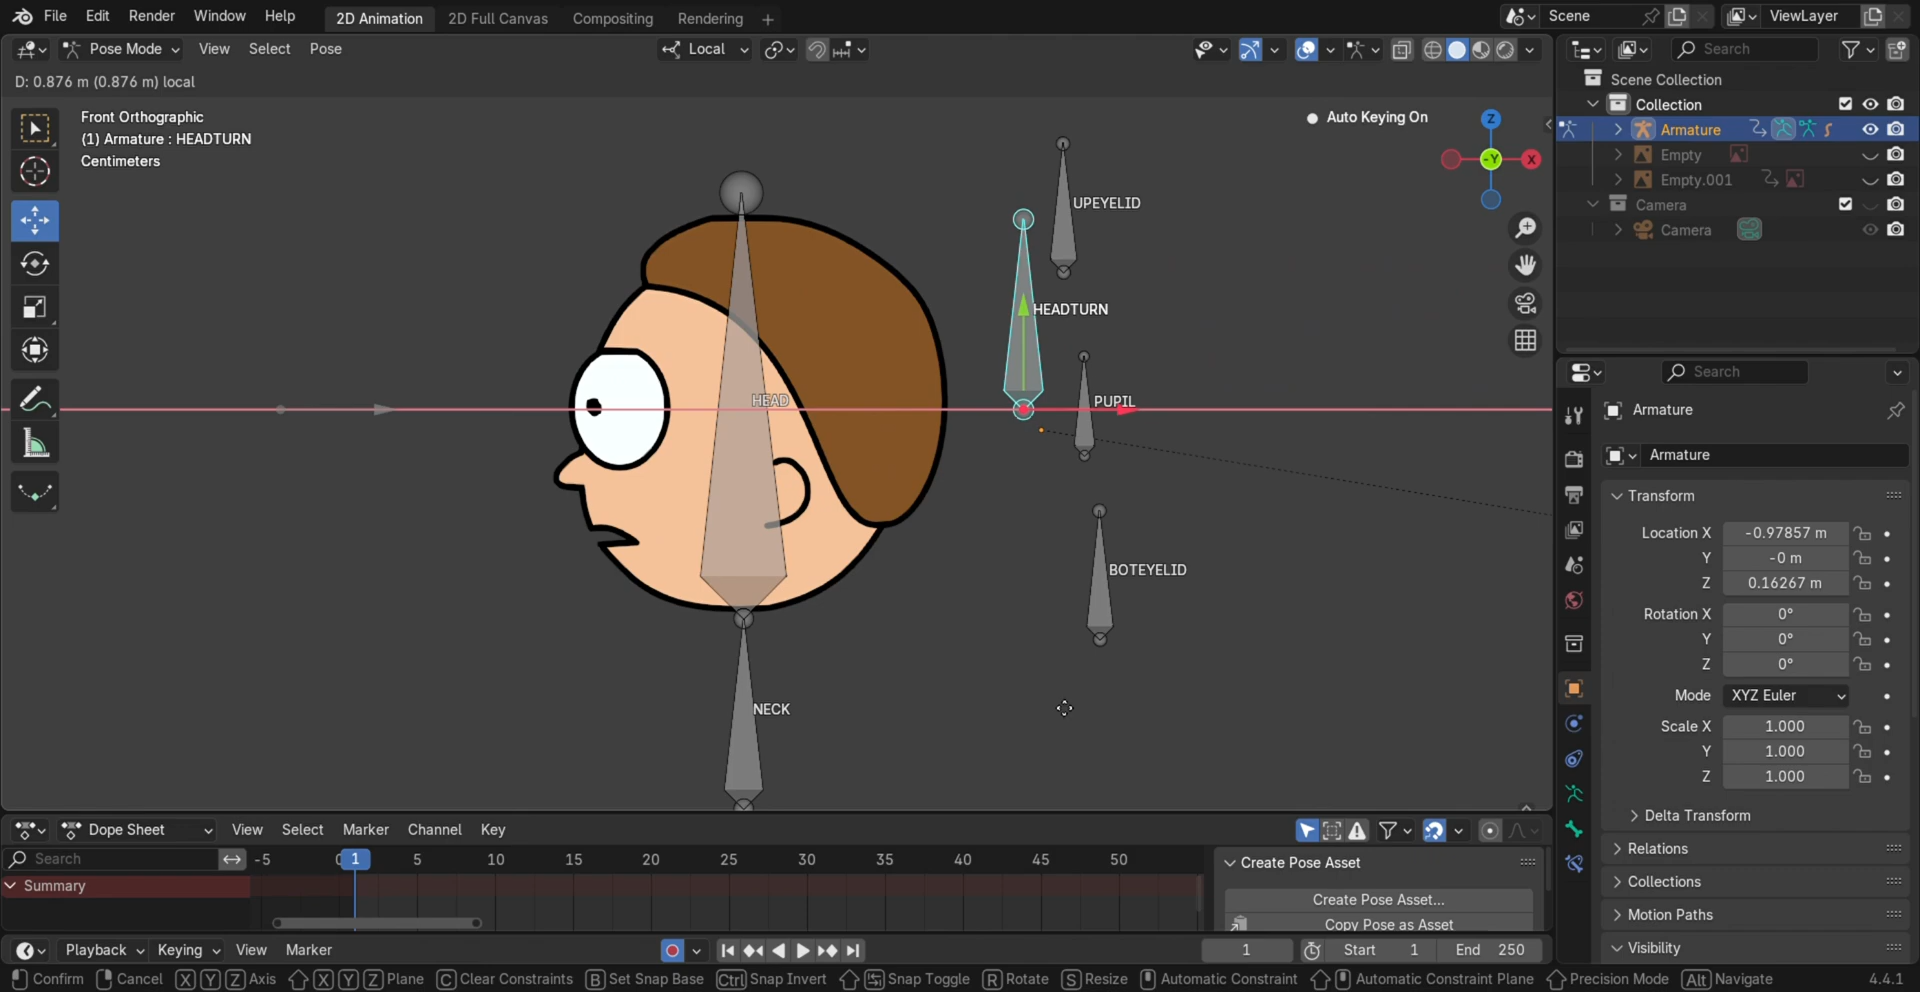 File Edit Render Window Help 2D Animation 2D Full Canvas Compositing Rendering + Scene ViewLayer
Pose Mode View Select Pose Local Search
D: 0.876 m (0.876 m) local
Front Orthographic
(1) Armature : HEADTURN
Centimeters
Auto Keying On
Z
-Y
X
UPEYELID
HEADTURN
HEAD
PUPIL
BOTEYELID
NECK
Scene Collection
Collection
Armature
Empty
Empty.001
Camera
Camera
Search
Armature
Armature
Transform
Location X -0.97857 m
Y -0 m
Z 0.16267 m
Rotation X 0°
Y 0°
Z 0°
Mode XYZ Euler
Scale X 1.000
Y 1.000
Z 1.000
Delta Transform
Relations
Collections
Motion Paths
Visibility
Dope Sheet View Select Marker Channel Key
Search -5 0 1 5 10 15 20 25 30 35 40 45 50
Summary
Create Pose Asset
Create Pose Asset...
Copy Pose as Asset
Playback Keying View Marker 1 Start 1 End 250
Confirm Cancel X Y Z Axis X Y Z Plane C Clear Constraints B Set Snap Base Ctrl Snap Invert Snap Toggle R Rotate S Resize Automatic Constraint Automatic Constraint Plane Precision Mode Alt Navigate 4.4.1